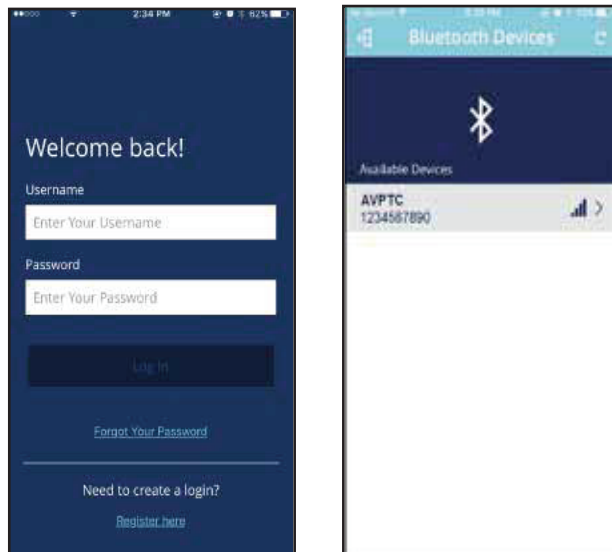 2:34 PM
62%
Welcome back!
Username
Enter Your Username
Password
Enter Your Password
Log In
Forgot Your Password
Need to create a login?
Register here
Bluetooth Devices
Available Devices
AVPTC
1234567890